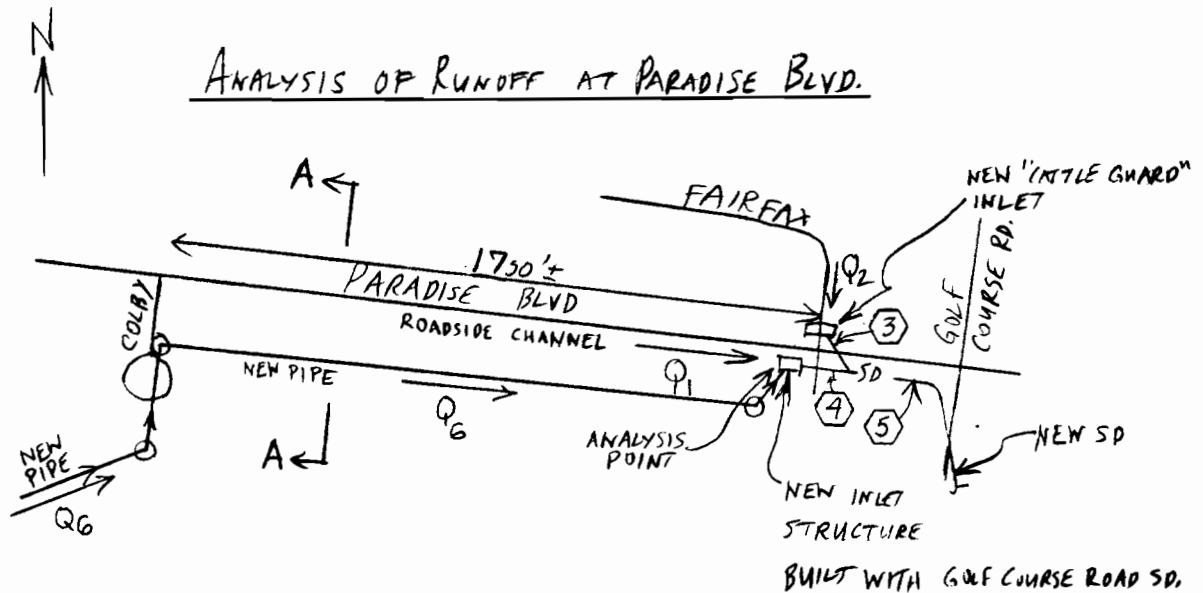 N
ANALYSIS OF RUNOFF AT PARADISE BLVD.
A
FAIRFAX
NEW "CATTLE GUARD"
INLET
1750'±
Q2
GOLF
COURSE RD.
PARADISE BLVD
3
COLBY
ROADSIDE CHANNEL
NEW PIPE
Q1
SD
Q6
4
5
ANALYSIS
POINT
NEW SD
A
NEW
PIPE
Q6
NEW INLET
STRUCTURE
BUILT WITH GOLF COURSE ROAD SD.